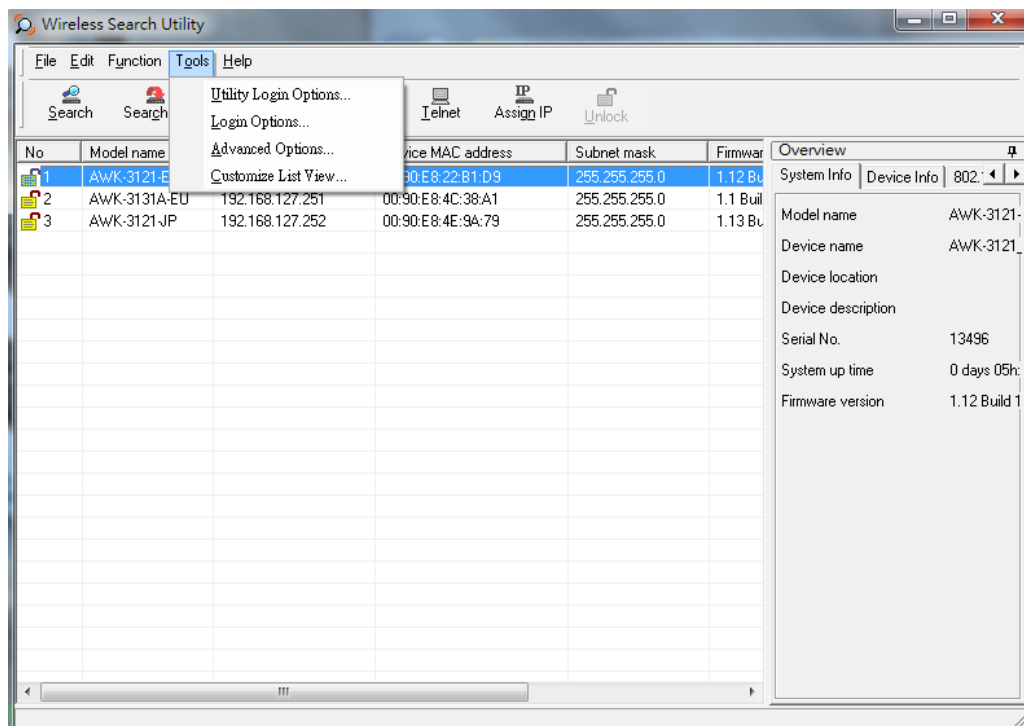 Wireless Search Utility
File Edit Function Tools Help
Utility Login Options...
Login Options...
Advanced Options...
Customize List View...
Search Search Telnet IP Assign IP Unlock
No Model name vice MAC address Subnet mask Firmwar
1 AWK-3121-E 90:E8:22:B1:D9 255.255.255.0 1.12 Bu
2 AWK-3131A-EU 192.168.127.251 00:90:E8:4C:38:A1 255.255.255.0 1.1 Buil
3 AWK-3121-JP 192.168.127.252 00:90:E8:4E:9A:79 255.255.255.0 1.13 Bu
Overview
System Info Device Info 802.
Model name AWK-3121-
Device name AWK-3121_
Device location
Device description
Serial No. 13496
System up time 0 days 05h:
Firmware version 1.12 Build 1